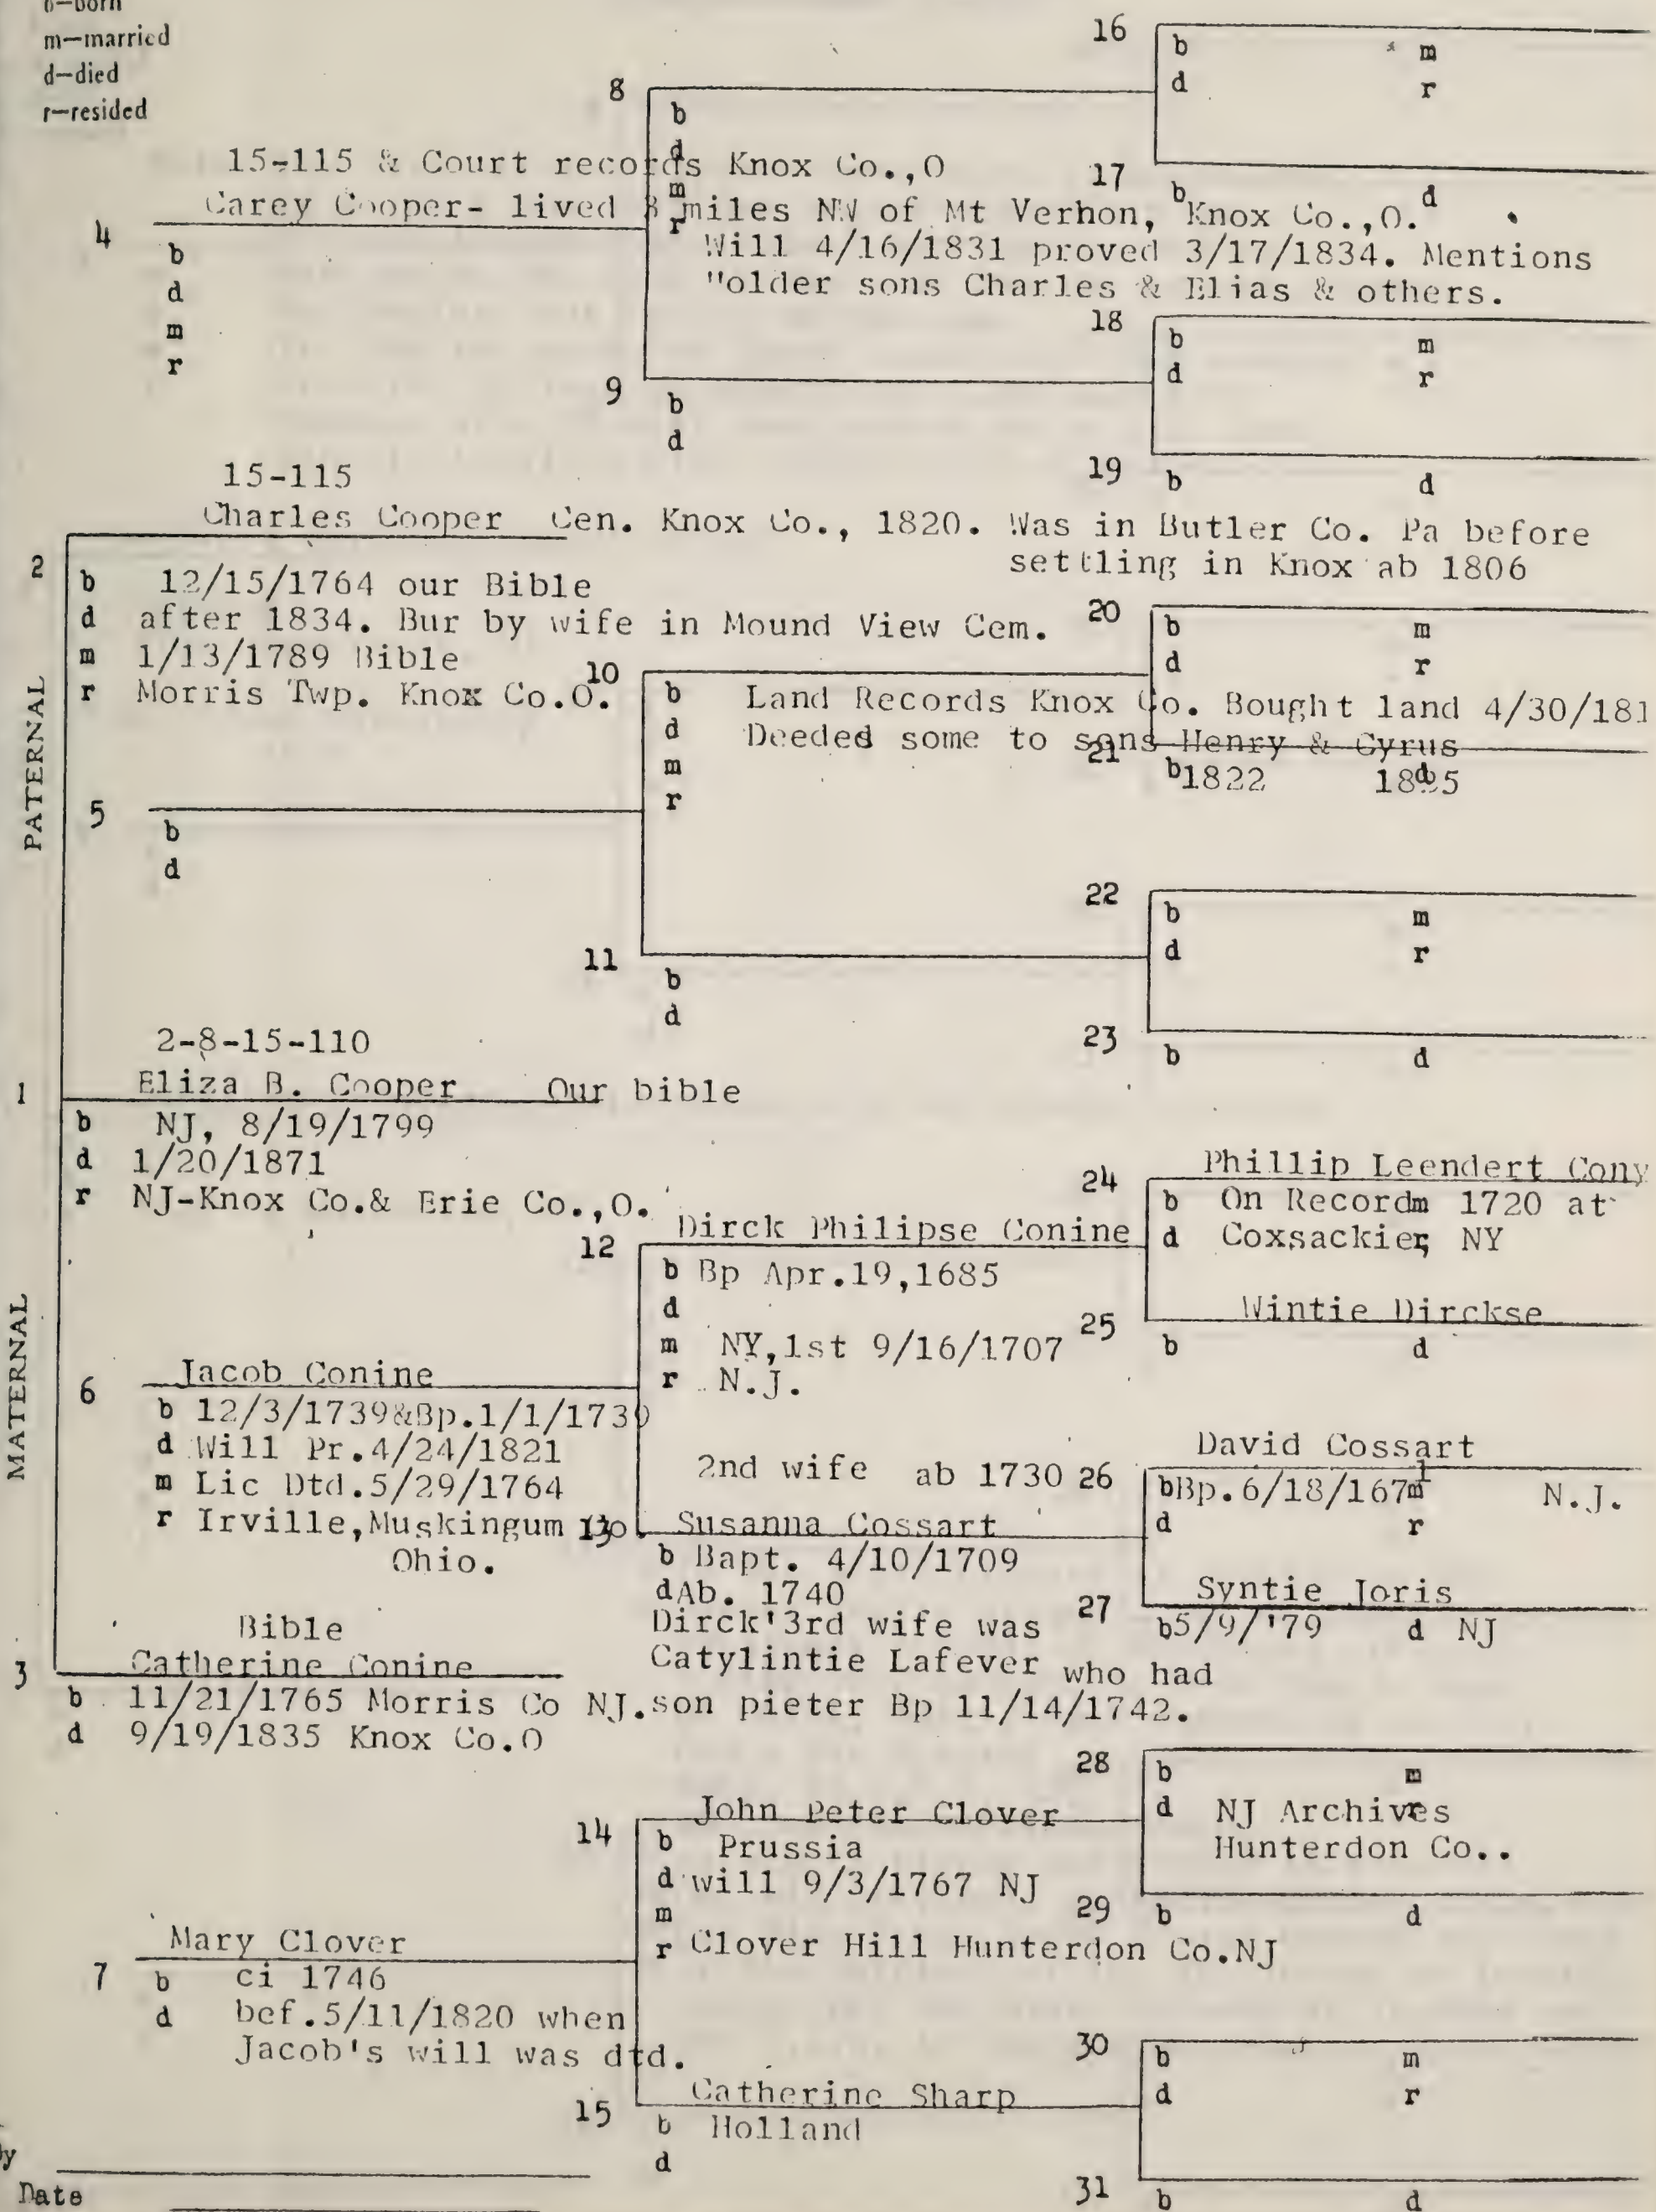 b—born
m—married
d—died
r—resided
16
b m
d r
8
b
d
m
r
15-115 & Court records Knox Co.,O
17
b d
Carey Cooper- lived miles NW of Mt Verhon, Knox Co.,O.
4
b
d
m
r
Will 4/16/1831 proved 3/17/1834. Mentions
"older sons Charles & Elias & others.
18
b m
d r
9
b
d
19
b d
15-115
Charles Cooper Cen. Knox Co., 1820. Was in Butler Co. Pa before
settling in Knox ab 1806
2
b 12/15/1764 our Bible
d after 1834. Bur by wife in Mound View Cem.
m 1/13/1789 Bible
r Morris Twp. Knox Co.O.
20
b m
d r
10
b Land Records Knox Co. Bought land 4/30/181
d Deeded some to sons Henry & Cyrus
m
r
21
b 1822 d
PATERNAL
5
b
d
22
b m
d r
11
b
d
23
b d
2-8-15-110
1
Eliza B. Cooper Our bible
b NJ, 8/19/1799
d 1/20/1871
r NJ-Knox Co.& Erie Co.,O.
24
Phillip Leendert Cony
b On Record m 1720 at
d Coxsackie, r NY
12
Dirck Philipse Conine
b Bp Apr.19,1685
d
m NY,1st 9/16/1707
r N.J.
25
Wintie Dirckse
b d
MATERNAL
6
Jacob Conine
b 12/3/1739&Bp.1/1/1739
d Will Pr.4/24/1821
m Lic Dtd.5/29/1764
r Irville,Muskingum
Ohio.
2nd wife ab 1730
26
David Cossart
b Bp.6/18/1671 m N.J.
d r
13
Susanna Cossart
b Bapt. 4/10/1709
d Ab. 1740
Dirck'3rd wife was
Catylintie Lafever who had
son pieter Bp 11/14/1742.
27
Syntie Joris
b 5/9/'79 d NJ
Bible
3
Catherine Conine
b 11/21/1765 Morris Co NJ.
d 9/19/1835 Knox Co.O
28
b m
d NJ Archives r
Hunterdon Co..
14
John Peter Clover
b Prussia
d will 9/3/1767 NJ
m
r Clover Hill Hunterdon Co.NJ
29
b d
7
Mary Clover
b ci 1746
d bef.5/11/1820 when
Jacob's will was dtd.
30
b m
d r
15
Catherine Sharp
b Holland
d
31
b d
y
Date